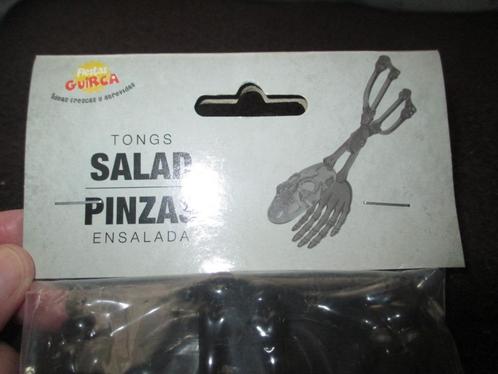 Fiestas
GUiRCA
TONGS
SALAD
PINZAS
ENSALADA